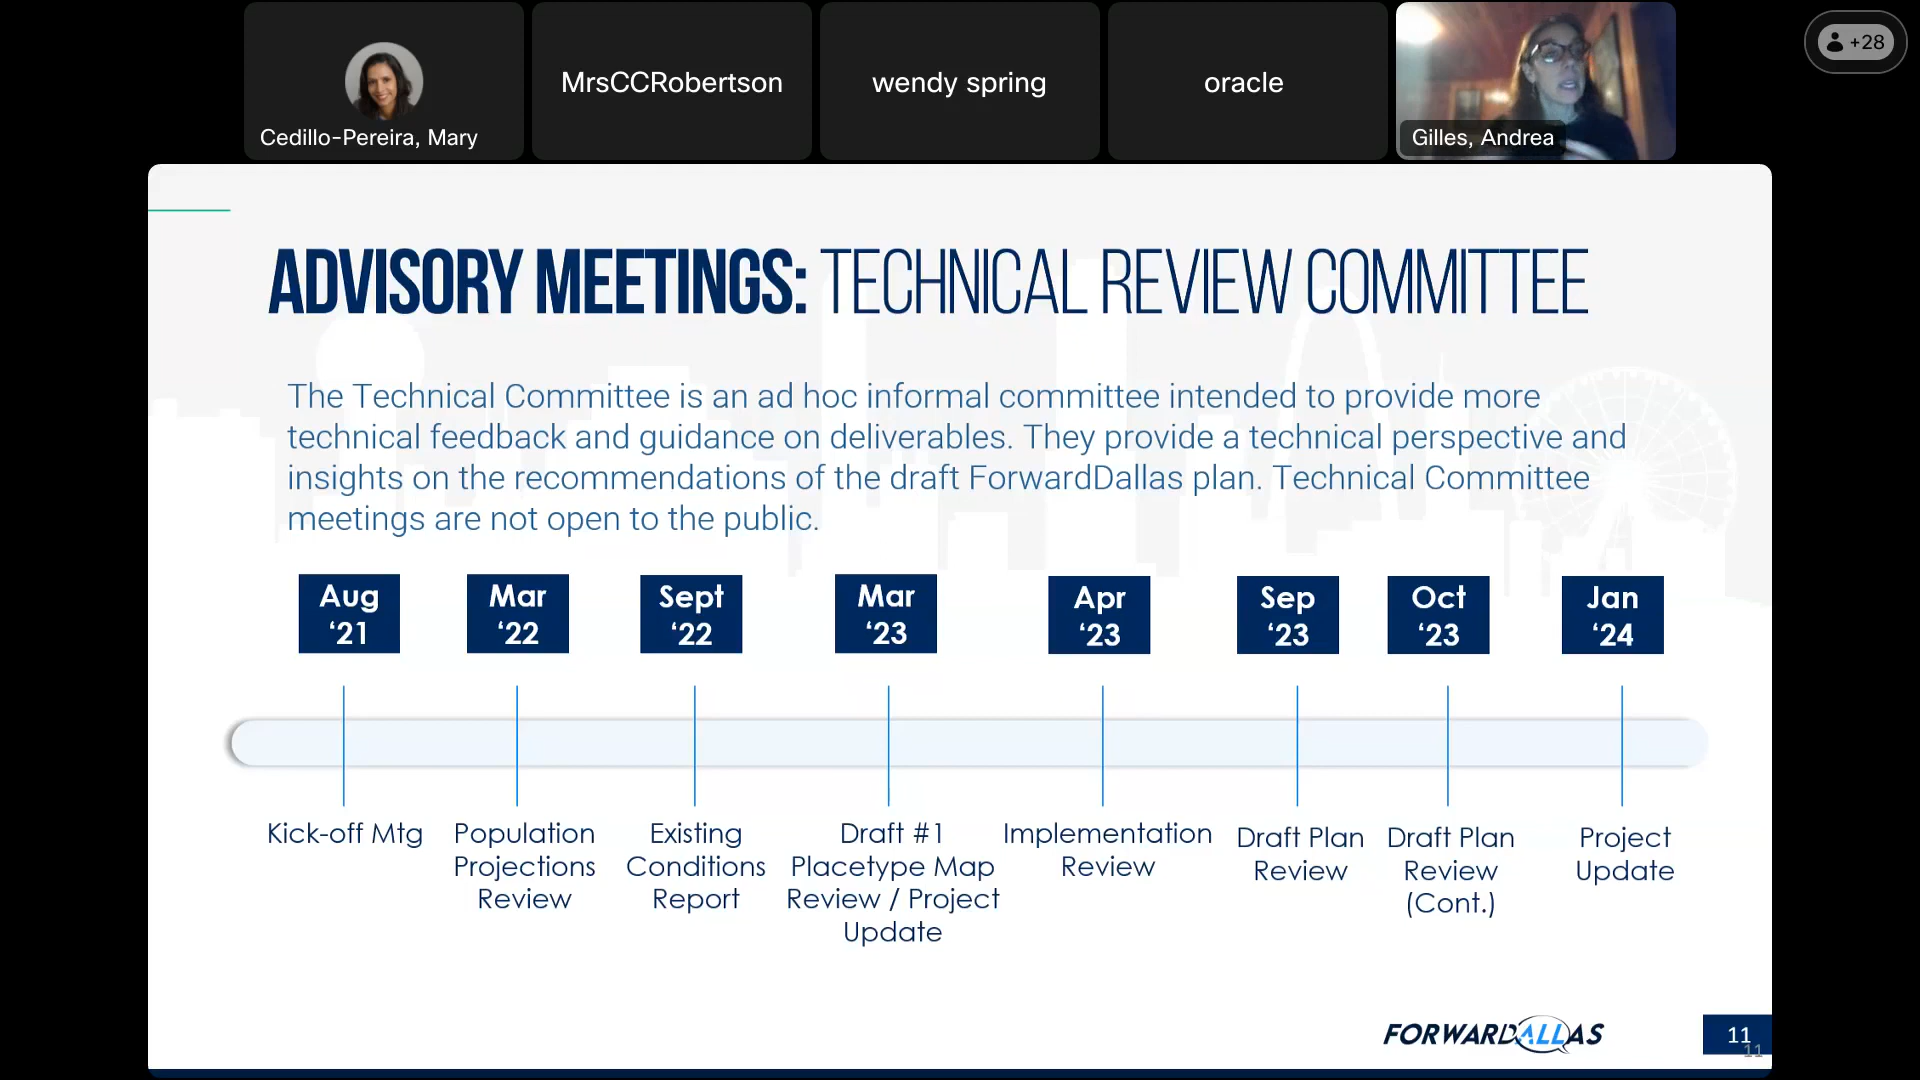 Cedillo-Pereira, Mary
MrsCCRobertson
wendy spring
oracle
Gilles, Andrea
+28
ADVISORY MEETINGS: TECHNICAL REVIEW COMMITTEE
The Technical Committee is an ad hoc informal committee intended to provide more
technical feedback and guidance on deliverables. They provide a technical perspective and
insights on the recommendations of the draft ForwardDallas plan. Technical Committee
meetings are not open to the public.
Aug
‘21
Mar
‘22
Sept
‘22
Mar
‘23
Apr
‘23
Sep
‘23
Oct
‘23
Jan
‘24
Kick-off Mtg
Population
Projections
Review
Existing
Conditions
Report
Draft #1
Placetype Map
Review / Project
Update
Implementation
Review
Draft Plan
Review
Draft Plan
Review
(Cont.)
Project
Update
FORWARDALLAS
11
11